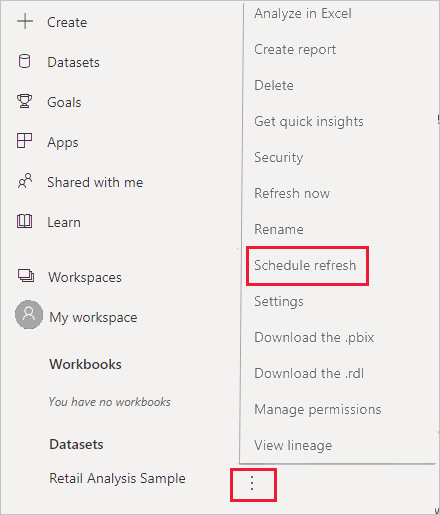 Create
Datasets
Goals
Apps
Shared with me
Learn
Workspaces
My workspace
Workbooks
You have no workbooks
Datasets
Retail Analysis Sample
Analyze in Excel
Create report
Delete
Get quick insights
Security
Refresh now
Rename
Schedule refresh
Settings
Download the .pbix
Download the .rdl
Manage permissions
View lineage